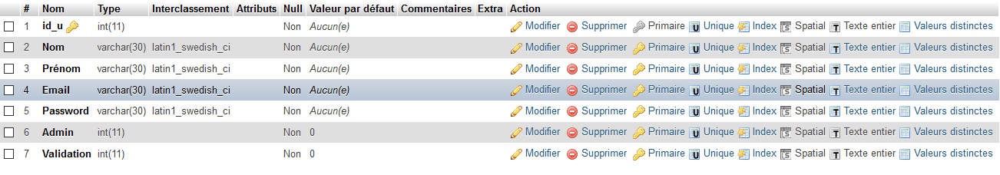 # Nom Type Interclassement Attributs Null Valeur par défaut Commentaires Extra Action
1 id_u int(11) Non Aucun(e) Modifier Supprimer Primaire Unique Index Spatial Texte entier Valeurs distinctes
2 Nom varchar(30) latin1_swedish_ci Non Aucun(e) Modifier Supprimer Primaire Unique Index Spatial Texte entier Valeurs distinctes
3 Prénom varchar(30) latin1_swedish_ci Non Aucun(e) Modifier Supprimer Primaire Unique Index Spatial Texte entier Valeurs distinctes
4 Email varchar(30) latin1_swedish_ci Non Aucun(e) Modifier Supprimer Primaire Unique Index Spatial Texte entier Valeurs distinctes
5 Password varchar(30) latin1_swedish_ci Non Aucun(e) Modifier Supprimer Primaire Unique Index Spatial Texte entier Valeurs distinctes
6 Admin int(11) Non 0 Modifier Supprimer Primaire Unique Index Spatial Texte entier Valeurs distinctes
7 Validation int(11) Non 0 Modifier Supprimer Primaire Unique Index Spatial Texte entier Valeurs distinctes